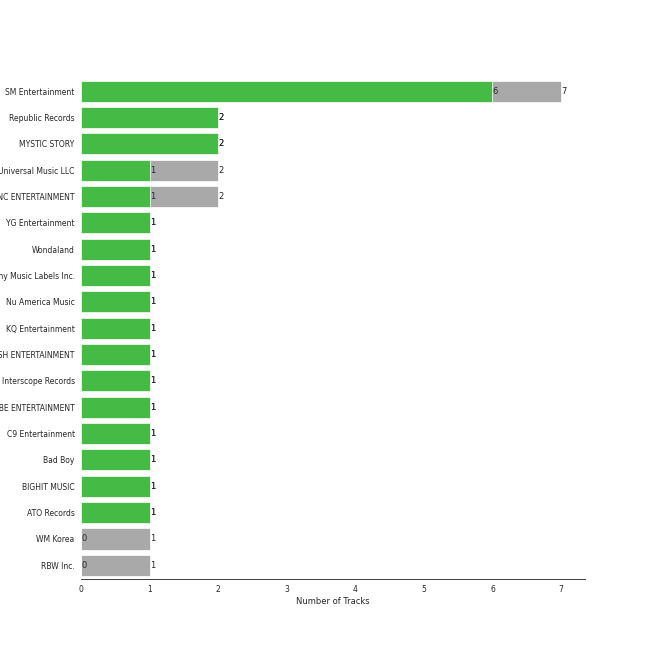 SM Entertainment 6 7
Republic Records 2
MYSTIC STORY 2
Universal Music LLC 1 2
NC ENTERTAINMENT 1 2
YG Entertainment 1
Wondaland 1
ny Music Labels Inc. 1
Nu America Music 1
KQ Entertainment 1
SH ENTERTAINMENT 1
Interscope Records 1
BE ENTERTAINMENT 1
C9 Entertainment 1
Bad Boy 1
BIGHIT MUSIC 1
ATO Records 1
WM Korea 0 1
RBW Inc. 0 1
0 1 2 3 4 5 6 7
Number of Tracks